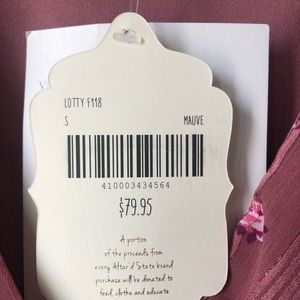 LOTTY F118
S MAUVE
410003434564
$79.95
A portion
of the proceeds from
every Altar'd State brand
purchase will be donated to
feed, clothe and educate